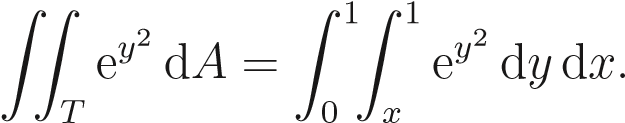 ∬_T e^{y^2} dA = ∫_0^1 ∫_x^1 e^{y^2} dy dx.